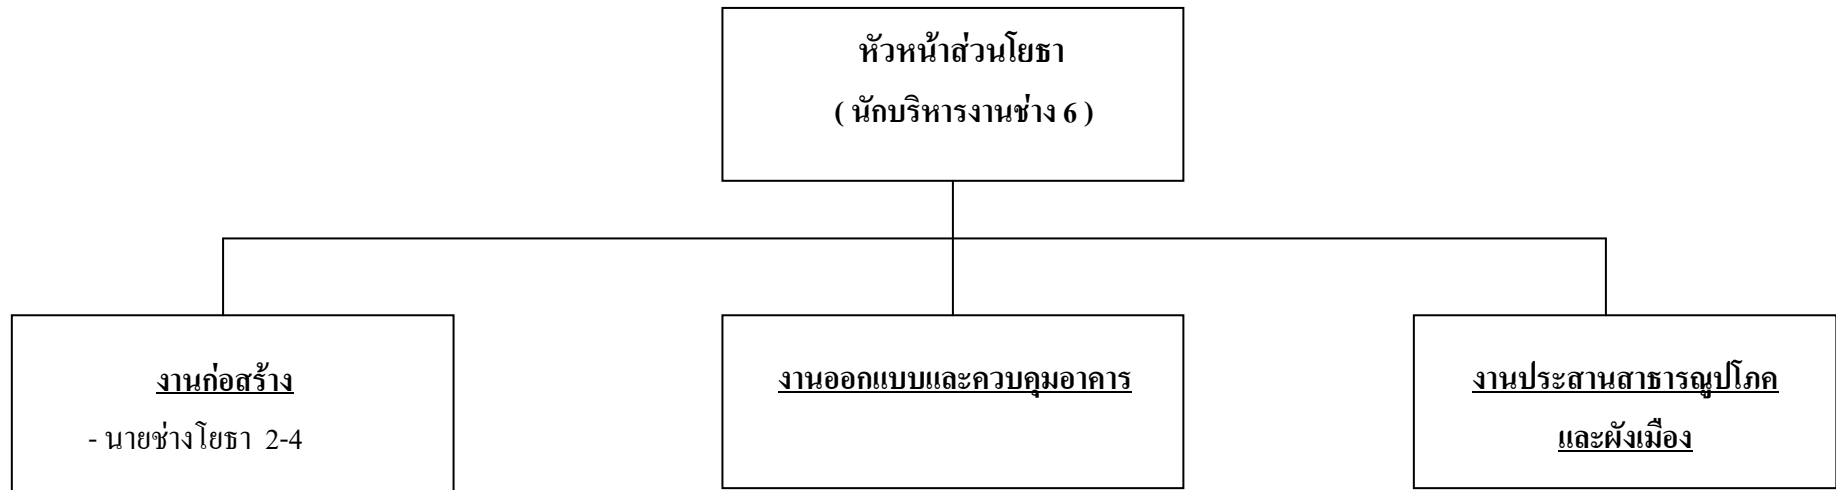 หัวหน้าส่วนโยธา
( นักบริหารงานช่าง 6 )
งานก่อสร้าง
- นายช่างโยธา 2-4
งานออกแบบและควบคุมอาคาร
งานประสานสาธารณูปโภค
และผังเมือง